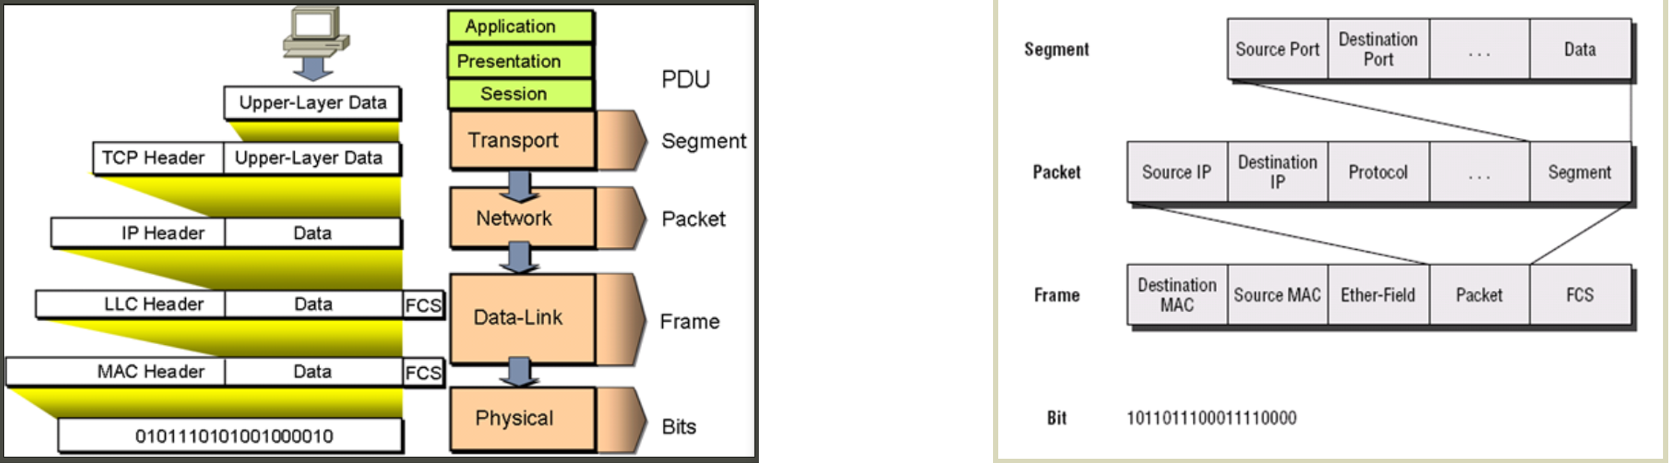 Application
Presentation
Session
PDU
Upper-Layer Data
TCP Header
Upper-Layer Data
Transport
Segment
IP Header
Data
Network
Packet
LLC Header
Data
FCS
Data-Link
Frame
MAC Header
Data
FCS
Physical
Bits
0101110101001000010
Segment
Source Port
Destination
Port
. . .
Data
Packet
Source IP
Destination
IP
Protocol
. . .
Segment
Frame
Destination
MAC
Source MAC
Ether-Field
Packet
FCS
Bit
1011011100011110000